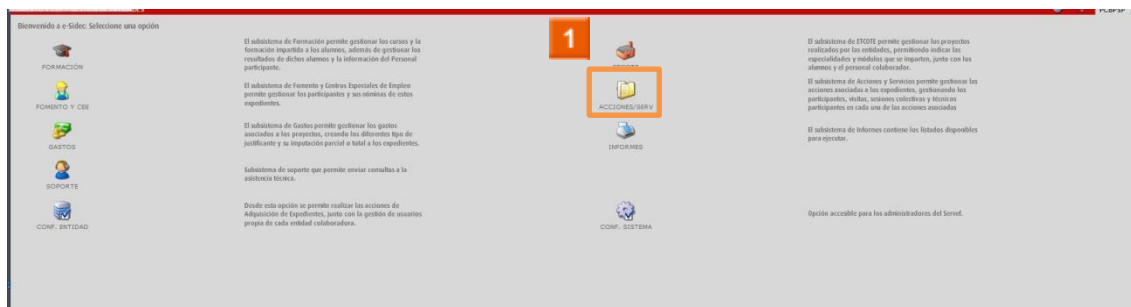 PCBPSP
Bienvenido a e-Sidec: Seleccione una opción
FORMACIÓN
El subsistema de Formación permite gestionar los cursos y la
formación impartida a los alumnos, además de gestionar los
resultados de dichos alumnos y la información del Personal
participante.
FOMENTO Y CEE
El subsistema de Fomento y Centros Especiales de Empleo
permite gestionar los participantes y sus nóminas de estos
expedientes.
GASTOS
El subsistema de Gastos permite gestionar los gastos
asociados a los proyectos, creando los diferentes tipo de
justificante y su imputación parcial o total a los expedientes.
SOPORTE
Subsistema de soporte que permite enviar consultas a la
asistencia técnica.
CONF. ENTIDAD
Desde esta opción se permite realizar las acciones de
Adquisición de Expedientes, junto con la gestión de usuarios
propia de cada entidad colaboradora.
1
El subsistema de ETCOTE permite gestionar los proyectos
realizados por las entidades, permitiendo indicar las
especialidades y módulos que se imparten, junto con los
alumnos y el personal colaborador.
ACCIONES/SERV
El subsistema de Acciones y Servicios permite gestionar las
acciones asociadas a los expedientes, gestionando los
participantes, visitas, sesiones colectivas y técnicos
participantes en cada una de las acciones asociadas
INFORMES
El subsistema de Informes contiene los listados disponibles
para ejecutar.
CONF. SISTEMA
Opción accesible para los administradores del Servef.